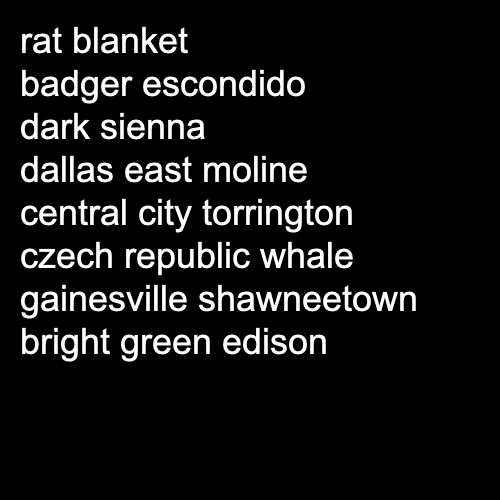 rat blanket
badger escondido
dark sienna
dallas east moline
central city torrington
czech republic whale
gainesville shawneetown
bright green edison